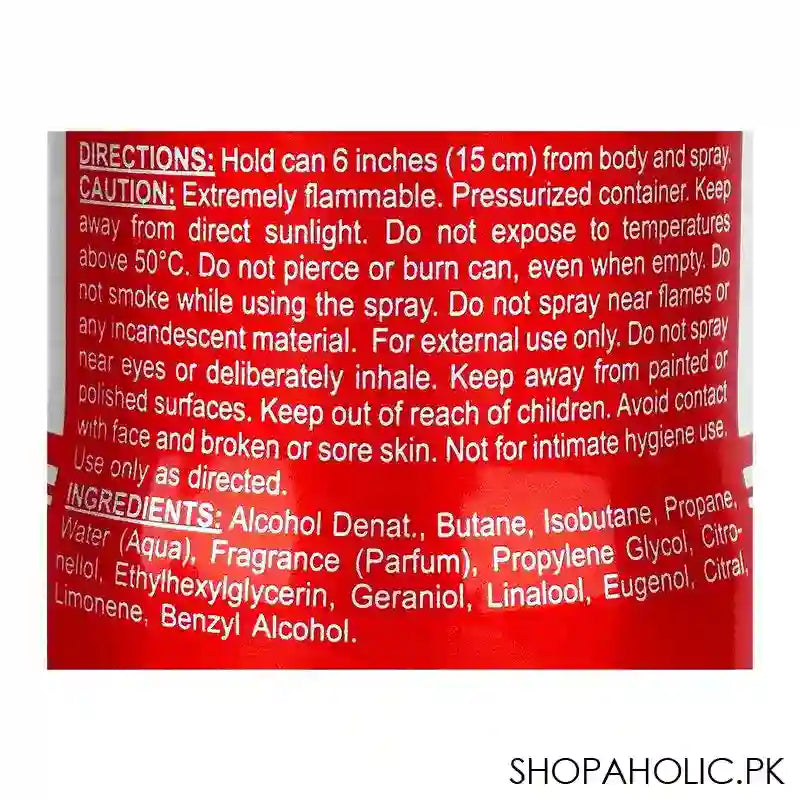 DIRECTIONS: Hold can 6 inches (15 cm) from body and spray.
CAUTION: Extremely flammable. Pressurized container. Keep
away from direct sunlight. Do not expose to temperatures
above 50°C. Do not pierce or burn can, even when empty. Do
not smoke while using the spray. Do not spray near flames or
any incandescent material. For external use only. Do not spray
near eyes or deliberately inhale. Keep away from painted or
polished surfaces. Keep out of reach of children. Avoid contact
with face and broken or sore skin. Not for intimate hygiene use.
Use only as directed.
INGREDIENTS: Alcohol Denat., Butane, Isobutane, Propane,
Water (Aqua), Fragrance (Parfum), Propylene Glycol, Citro-
nellol, Ethylhexylglycerin, Geraniol, Linalool, Eugenol, Citral,
Limonene, Benzyl Alcohol.
SHOPAHOLIC.PK